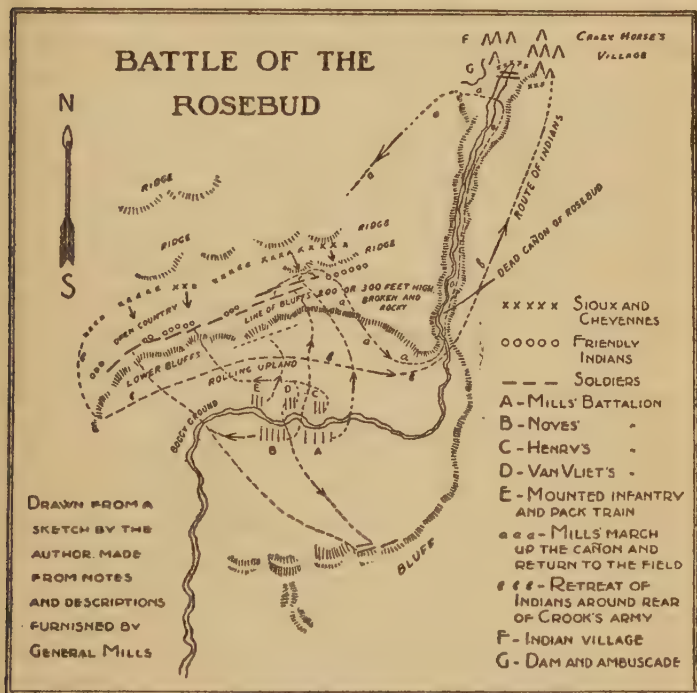 BATTLE OF THE
ROSEBUD
F
CRAZY HORSE'S
VILLAGE
G
N
S
RIDGE
RIDGE
RIDGE
ROUTE OF INDIANS
DEAD CAÑON OF ROSEBUD
OPEN COUNTRY
LINE OF BLUFFS 200 OR 300 FEET HIGH,
BROKEN AND
ROCKY
LOWER BLUFFS
ROLLING UPLAND
E
D
C
BOGGY GROUND
B
A
BLUFF
DRAWN FROM A
SKETCH BY THE
AUTHOR. MADE
FROM NOTES
AND DESCRIPTIONS
FURNISHED BY
GENERAL MILLS
xxxxx SIOUX AND
CHEYENNES
ooooo FRIENDLY
INDIANS
— — — SOLDIERS
A-MILLS' BATTALION
B-NOYES' "
C-HENRY'S "
D-VAN VLIET'S "
E-MOUNTED INFANTRY
AND PACK TRAIN
a a a-MILLS' MARCH
UP THE CAÑON AND
RETURN TO THE FIELD
e e e-RETREAT OF
INDIANS AROUND REAR
OF CROOK'S ARMY
F-INDIAN VILLAGE
G-DAM AND AMBUSCADE